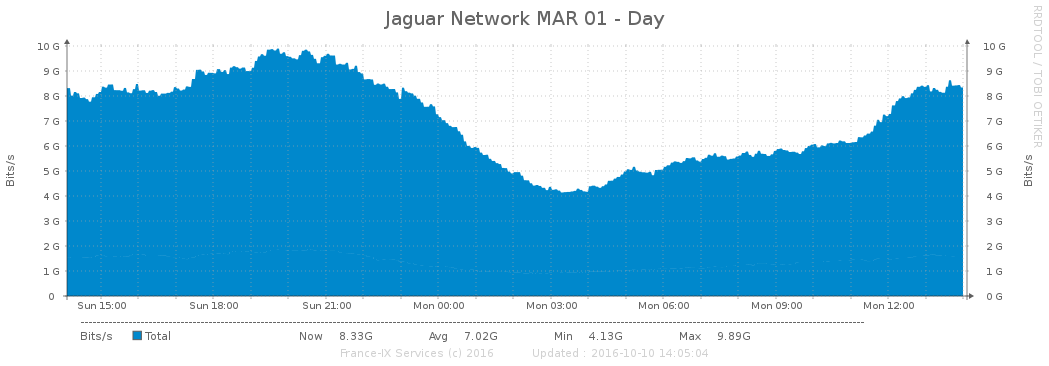 Jaguar Network MAR 01 - Day
RRDTOOL / TOBI OETIKER
Bits/s
10 G
9 G
8 G
7 G
6 G
5 G
4 G
3 G
2 G
1 G
0
10 G
9 G
8 G
7 G
6 G
5 G
4 G
3 G
2 G
1 G
0 G
Bits/s
Sun 15:00 Sun 18:00 Sun 21:00 Mon 00:00 Mon 03:00 Mon 06:00 Mon 09:00 Mon 12:00
Bits/s Total Now 8.33G Avg 7.02G Min 4.13G Max 9.89G
France-IX Services (c) 2016 Updated : 2016-10-10 14:05:04